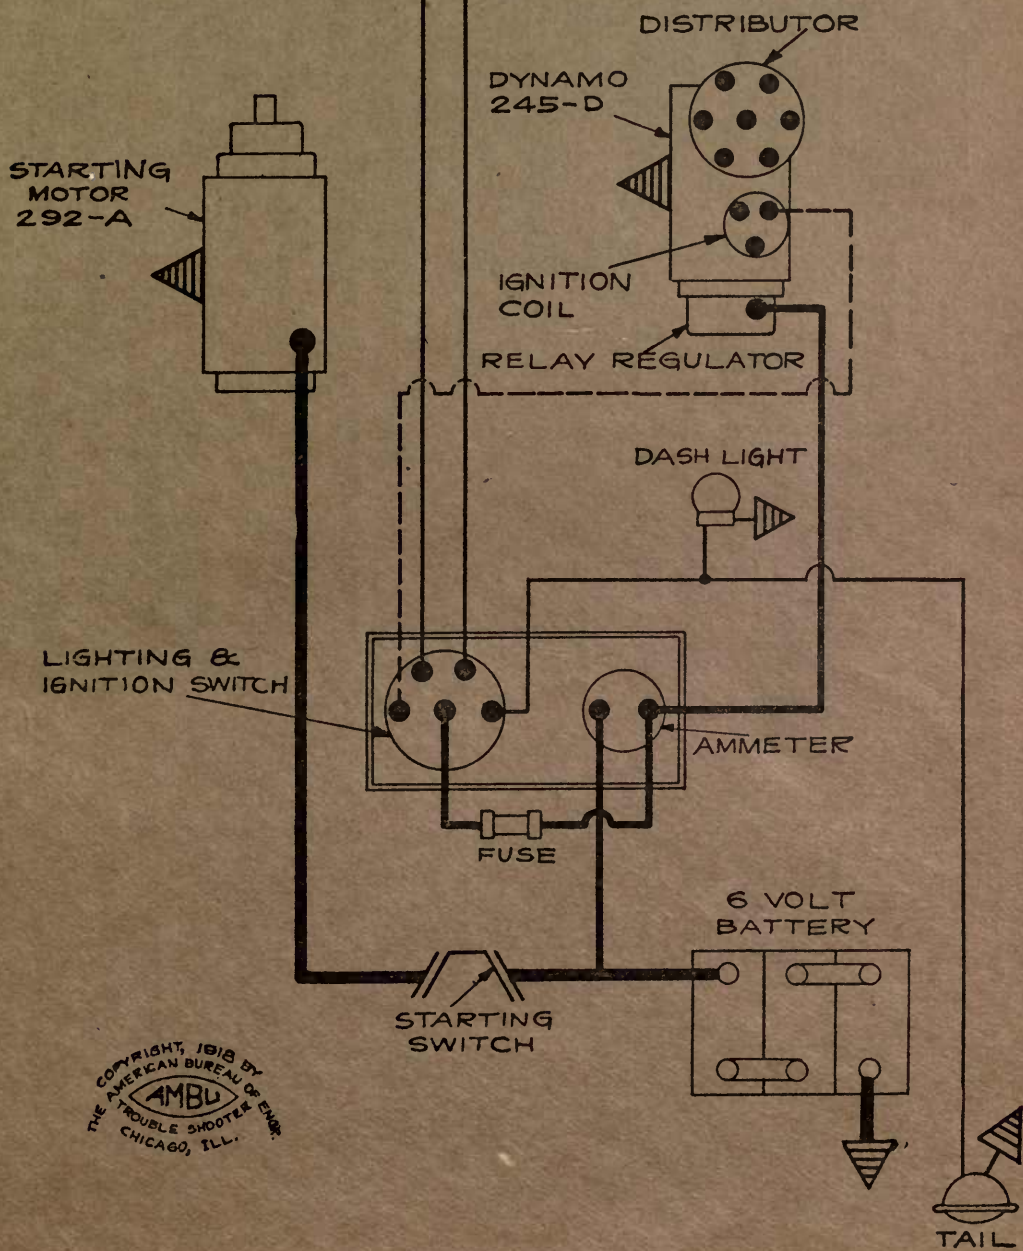 DISTRIBUTOR
DYNAMO
245-D
STARTING
MOTOR
292-A
IGNITION
COIL
RELAY REGULATOR
DASH LIGHT
LIGHTING &
IGNITION SWITCH
AMMETER
FUSE
6 VOLT
BATTERY
STARTING
SWITCH
COPYRIGHT, 1918 BY
THE AMERICAN BUREAU OF ENGR.
AMBU
TROUBLE SHOOTER
CHICAGO, ILL.
TAIL